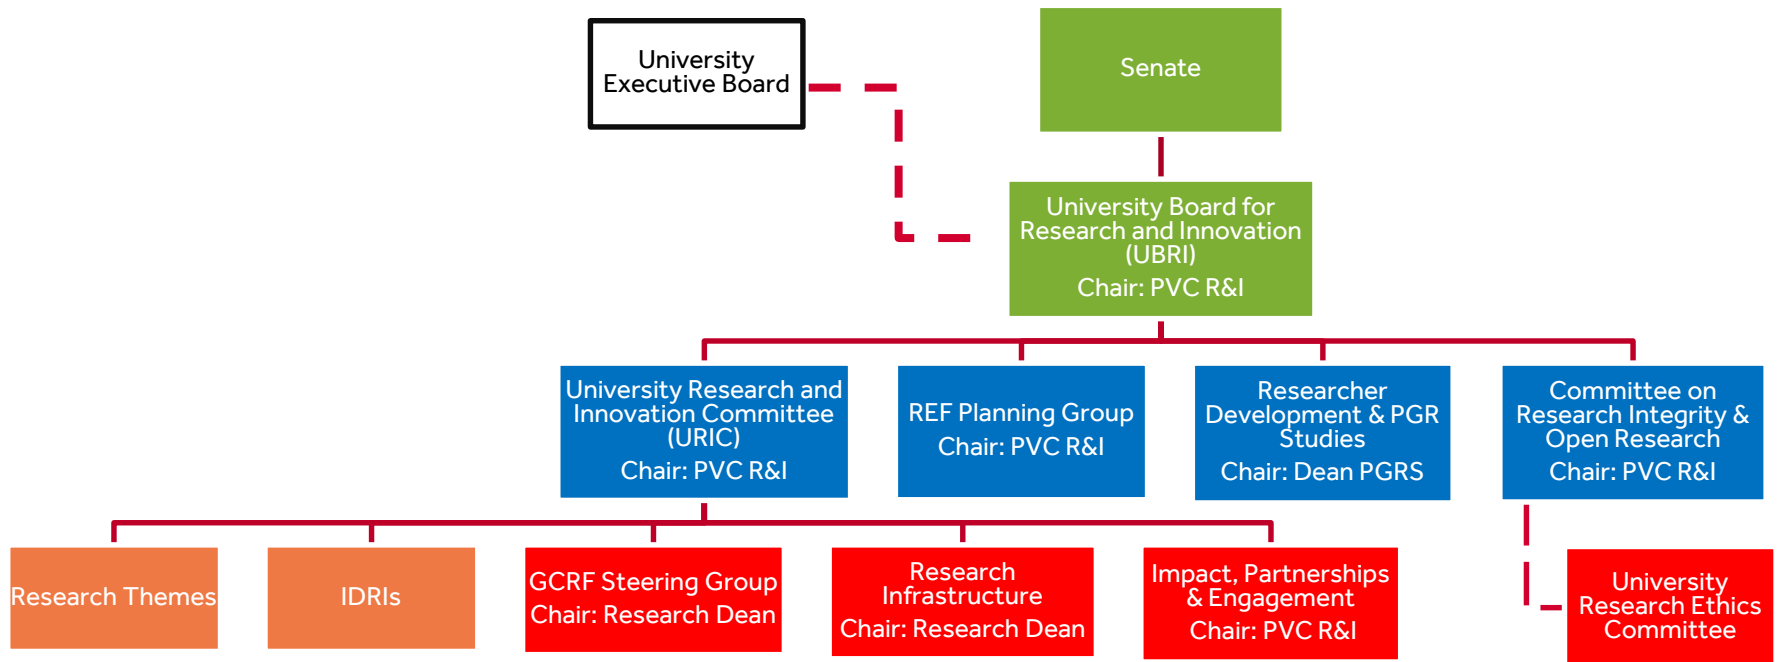 University
Executive Board
Senate
University Board for
Research and Innovation
(UBRI)
Chair: PVC R&I
University Research and
Innovation Committee
(URIC)
Chair: PVC R&I
REF Planning Group
Chair: PVC R&I
Researcher
Development & PGR
Studies
Chair: Dean PGRS
Committee on
Research Integrity &
Open Research
Chair: PVC R&I
Research Themes
IDRIs
GCRF Steering Group
Chair: Research Dean
Research
Infrastructure
Chair: Research Dean
Impact, Partnerships
& Engagement
Chair: PVC R&I
University
Research Ethics
Committee